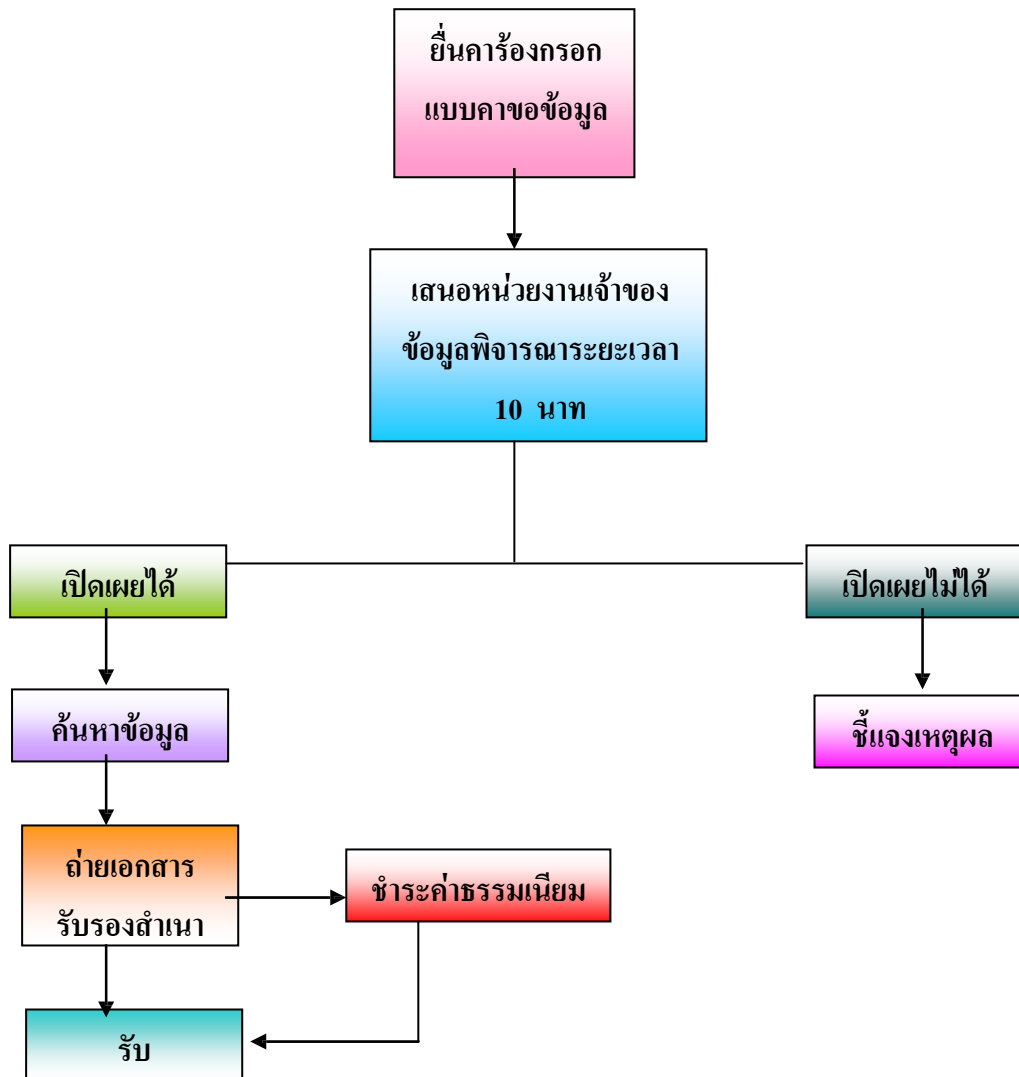 ยื่นคาร้องกรอก
แบบคาขอข้อมูล
เสนอหน่วยงานเจ้าของ
ข้อมูลพิจารณาระยะเวลา
10 นาท
เปิดเผยได้
เปิดเผยไม่ได้
ค้นหาข้อมูล
ชี้แจงเหตุผล
ถ่ายเอกสาร
รับรองสำเนา
ชำระค่าธรรมเนียม
รับ